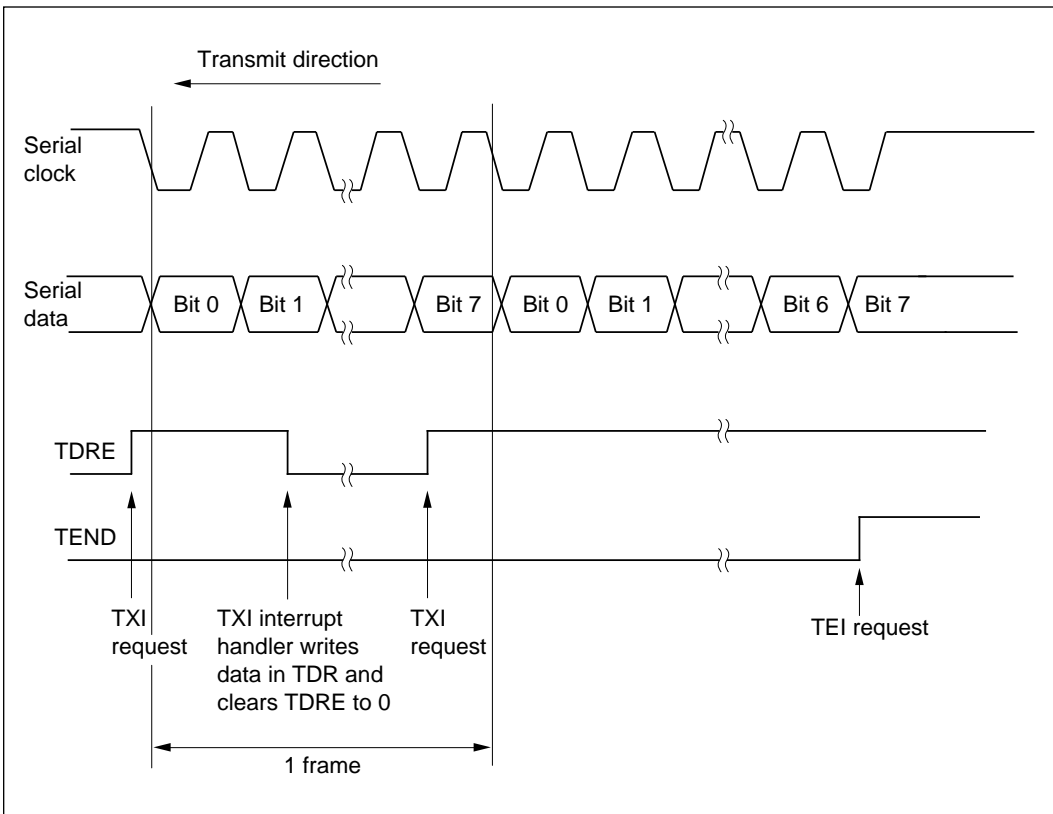 Transmit direction
Serial
clock
Serial
data
Bit 0
Bit 1
Bit 7
Bit 0
Bit 1
Bit 6
Bit 7
TDRE
TEND
TXI
request
TXI interrupt
handler writes
data in TDR and
clears TDRE to 0
TXI
request
TEI request
1 frame